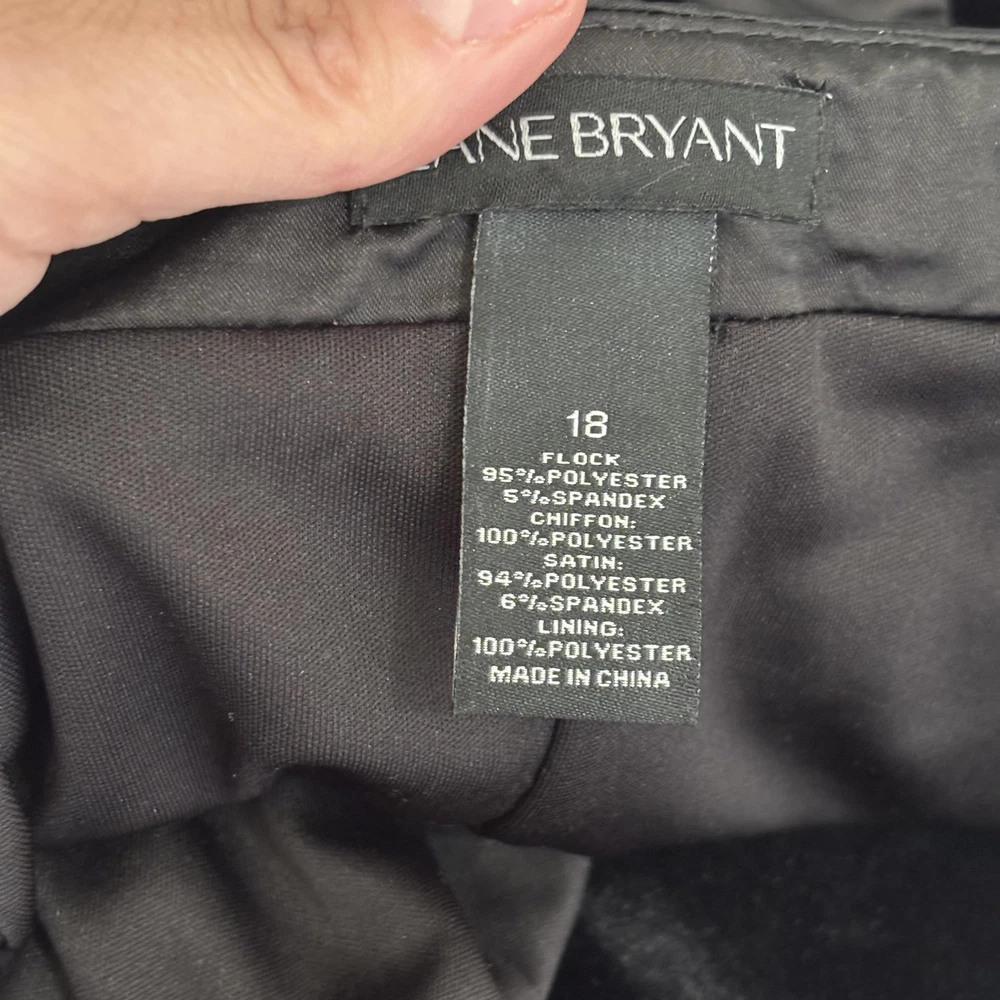 LANE BRYANT
18
FLOCK
95%POLYESTER
5%SPANDEX
CHIFFON:
100%POLYESTER
SATIN:
94%POLYESTER
6%SPANDEX
LINING:
100%POLYESTER
MADE IN CHINA